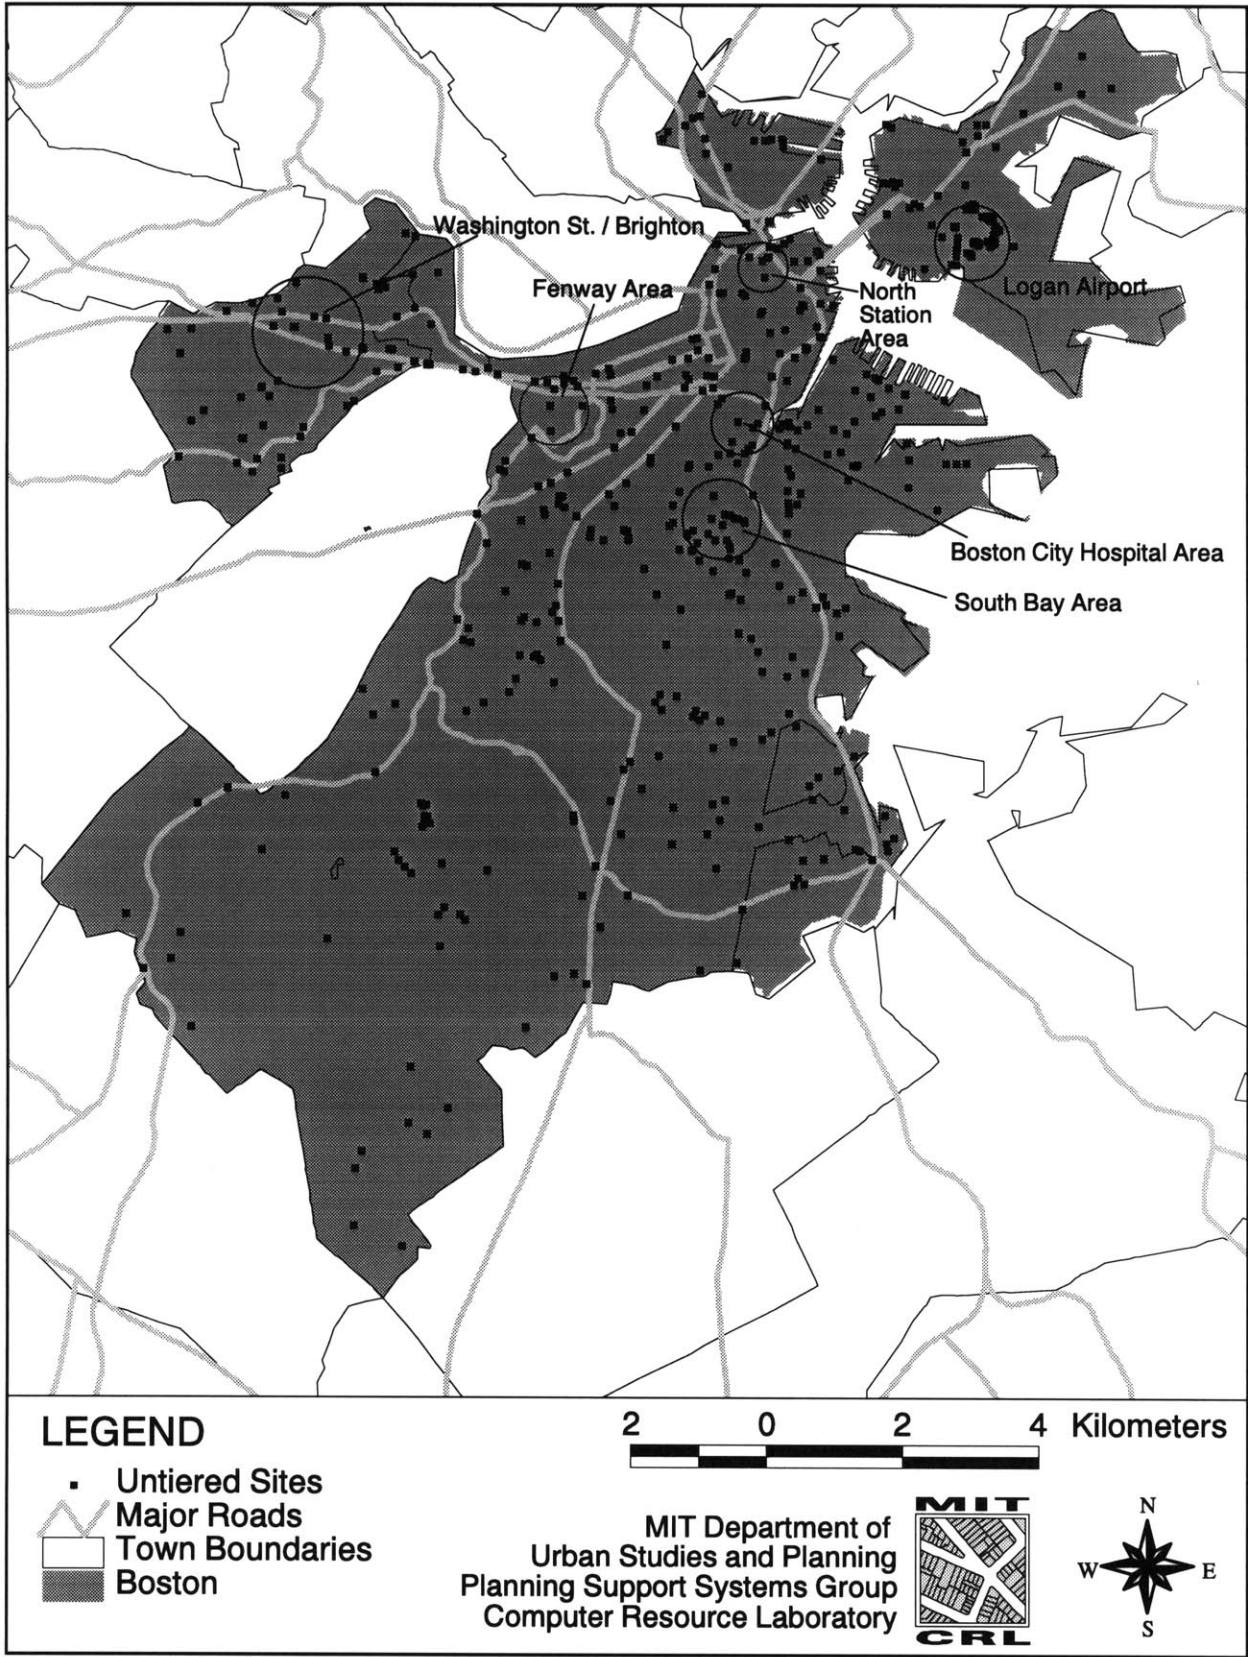 Washington St. / Brighton
Fenway Area
North
Station
Area
Logan Airport
Boston City Hospital Area
South Bay Area
LEGEND
Untiered Sites
Major Roads
Town Boundaries
Boston
2 0 2 4 Kilometers
MIT Department of
Urban Studies and Planning
Planning Support Systems Group
Computer Resource Laboratory
MIT
CRL
N
W E
S